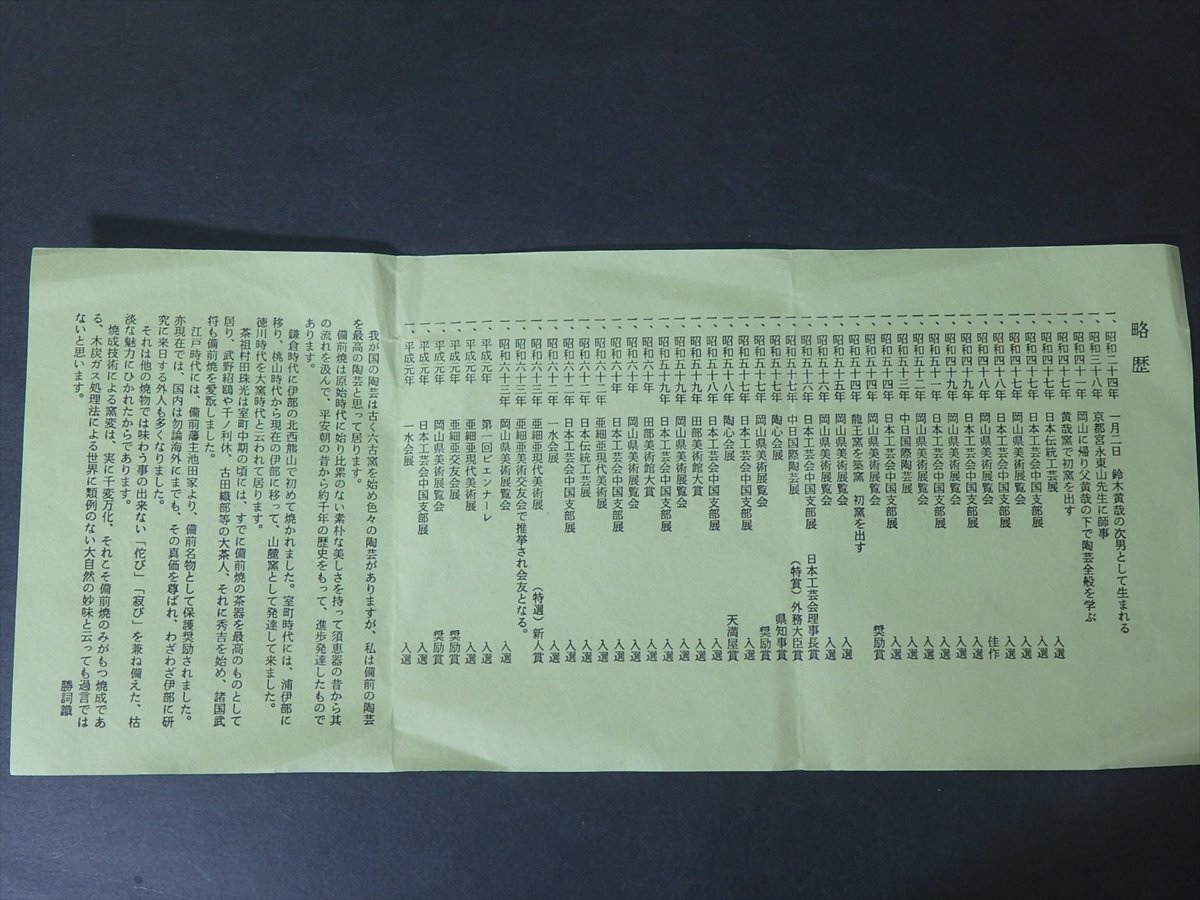 略歴
一、昭和二十四年 一月二日 鈴木黄哉の次男として生まれる
一、昭和三十八年 京都宮永東山先生に師事
一、昭和四十一年 岡山に帰り父黄哉の下で陶芸全般を学ぶ
一、昭和四十七年 黄哉窯で初窯を出す
一、昭和四十七年 日本伝統工芸展 入選
一、昭和四十七年 日本工芸会中国支部展 入選
一、昭和四十七年 岡山県美術展覧会 入選
一、昭和四十八年 日本工芸会中国支部展 入選
一、昭和四十八年 岡山県美術展覧会 佳作
一、昭和四十九年 日本工芸会中国支部展 入選
一、昭和四十九年 岡山県美術展覧会 入選
一、昭和五十一年 日本工芸会中国支部展 入選
一、昭和五十二年 岡山県美術展覧会 入選
一、昭和五十三年 中日国際陶芸展 入選
一、昭和五十四年 日本工芸会中国支部展 入選
一、昭和五十四年 岡山県美術展覧会 奨励賞
一、昭和五十四年 龍王窯を築窯 初窯を出す
一、昭和五十五年 岡山県美術展覧会 入選
一、昭和五十六年 岡山県美術展覧会 入選
一、昭和五十七年 日本工芸会中国支部展 日本工芸会理事長賞
一、昭和五十七年 中日国際陶芸展 （特賞）外務大臣賞
一、昭和五十七年 陶心会展 県知事賞
一、昭和五十七年 岡山県美術展覧会 奨励賞
一、昭和五十七年 日本工芸会中国支部展 入選
一、昭和五十八年 陶心会展 天満屋賞
一、昭和五十八年 日本工芸会中国支部展 入選
一、昭和五十九年 田部美術館大賞 入選
一、昭和五十九年 岡山県美術展覧会 入選
一、昭和五十九年 日本工芸会中国支部展 入選
一、昭和六十年 田部美術館大賞 入選
一、昭和六十年 岡山県美術展覧会 入選
一、昭和六十年 日本工芸会中国支部展 入選
一、昭和六十一年 亜細亜現代美術展 入選
一、昭和六十一年 日本伝統工芸展 入選
一、昭和六十二年 日本工芸会中国支部展 入選
一、昭和六十二年 一水会展 入選
一、昭和六十三年 亜細亜現代美術展 （特選）新人賞
一、昭和六十三年 亜細亜美術交友会で推挙され会友となる。
一、昭和六十三年 岡山県美術展覧会 入選
一、平成元年 第一回ビエンナーレ 入選
一、平成元年 亜細亜現代美術展 入選
一、平成元年 亜細亜交友会展 奨励賞
一、平成元年 岡山県美術展覧会 奨励賞
一、平成元年 日本工芸会中国支部展 入選
一、平成元年 一水会展 入選
我が国の陶芸は古く六古窯を始め色々の陶芸がありますが、私は備前の陶芸
を最高の陶芸と思って居ります。
備前焼は原始時代に始り比累のない素朴な美しさを持って須恵器の昔から其
の流れを汲んで、平安朝の昔から約千年の歴史をもって、進歩発達したもので
あります。
鎌倉時代に伊部の北西熊山で初めて焼かれました。室町時代には、浦伊部に
移り、桃山時代から現在の伊部に移って、山麓窯として発達して来ました。
徳川時代を大窯時代と云われて居ります。
茶祖村田珠光は室町中期の頃には、すでに備前焼の茶器を最高のものとして
居り、武野紹鴎や千ノ利休、古田織部等の大茶人、それに秀吉を始め、諸国武
将も備前焼を愛翫しました。
江戸時代には、備前藩主池田家より、備前名物として保護奨励されました。
亦現在では、国内は勿論海外にまでも、その真価を尊ばれ、わざわざ伊部に研
究に来日する外人も多くなりました。
それは他の焼物では味わう事の出来ない「侘び」「寂び」を兼ね備えた、枯
淡な魅力にひかれたからであります。
焼成技術による窯変は、実に千変万化、それこそ備前焼のみがもつ焼成であ
る、木炭ガス処理法による世界に類例のない大自然の妙味と云っても過言では
ないと思います。
勝詞識